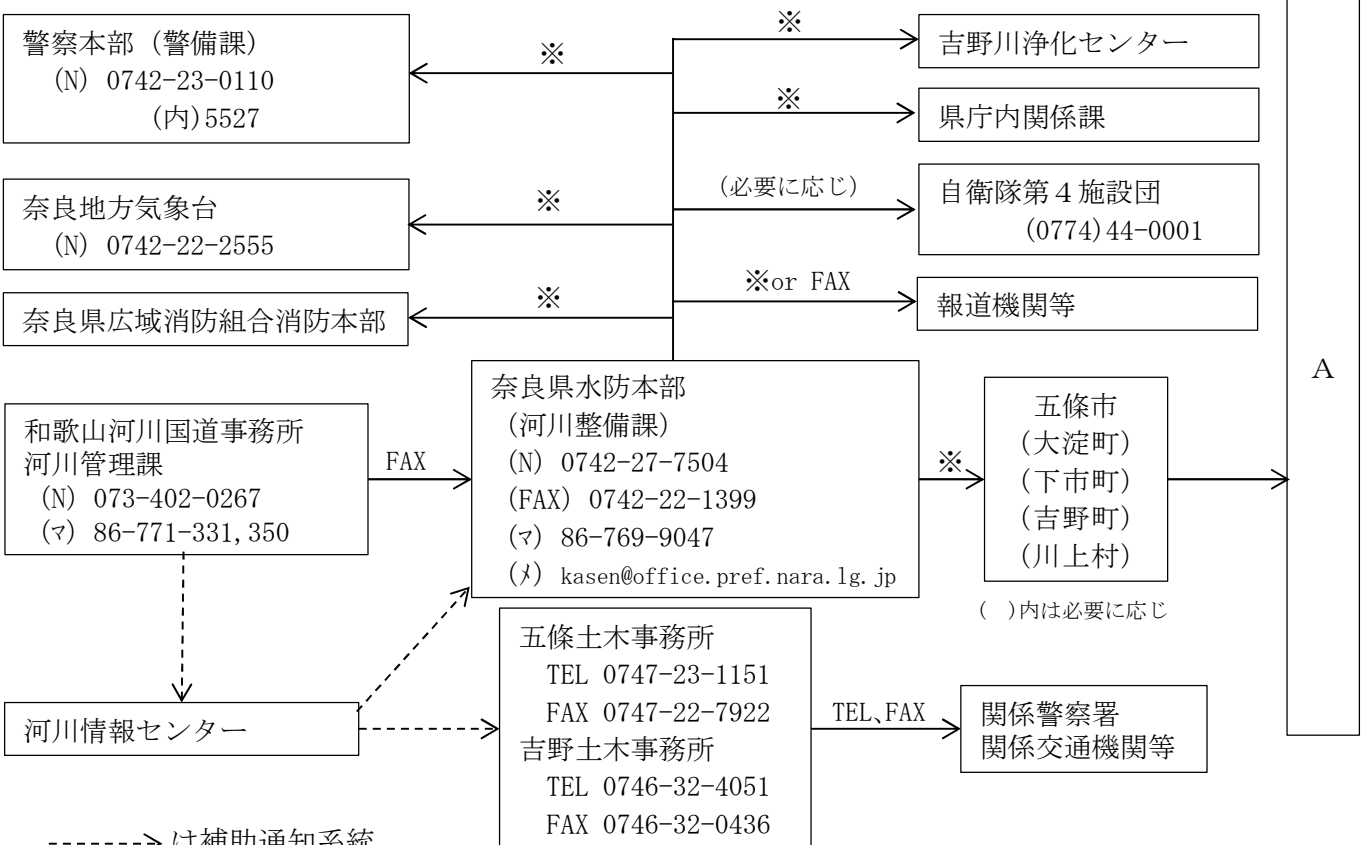 警察本部（警備課）
(N) 0742-23-0110
(内)5527
※
※
吉野川浄化センター
※
県庁内関係課
奈良地方気象台
(N) 0742-22-2555
※
(必要に応じ)
自衛隊第４施設団
(0774)44-0001
奈良県広域消防組合消防本部
※
※or FAX
報道機関等
和歌山河川国道事務所
河川管理課
(N) 073-402-0267
(マ) 86-771-331,350
FAX
奈良県水防本部
(河川整備課)
(N) 0742-27-7504
(FAX) 0742-22-1399
(マ) 86-769-9047
(メ) kasen@office.pref.nara.lg.jp
※
五條市
(大淀町)
(下市町)
(吉野町)
(川上村)
(　)内は必要に応じ
A
河川情報センター
五條土木事務所
TEL 0747-23-1151
FAX 0747-22-7922
吉野土木事務所
TEL 0746-32-4051
FAX 0746-32-0436
TEL、FAX
関係警察署
関係交通機関等
は補助通知系統